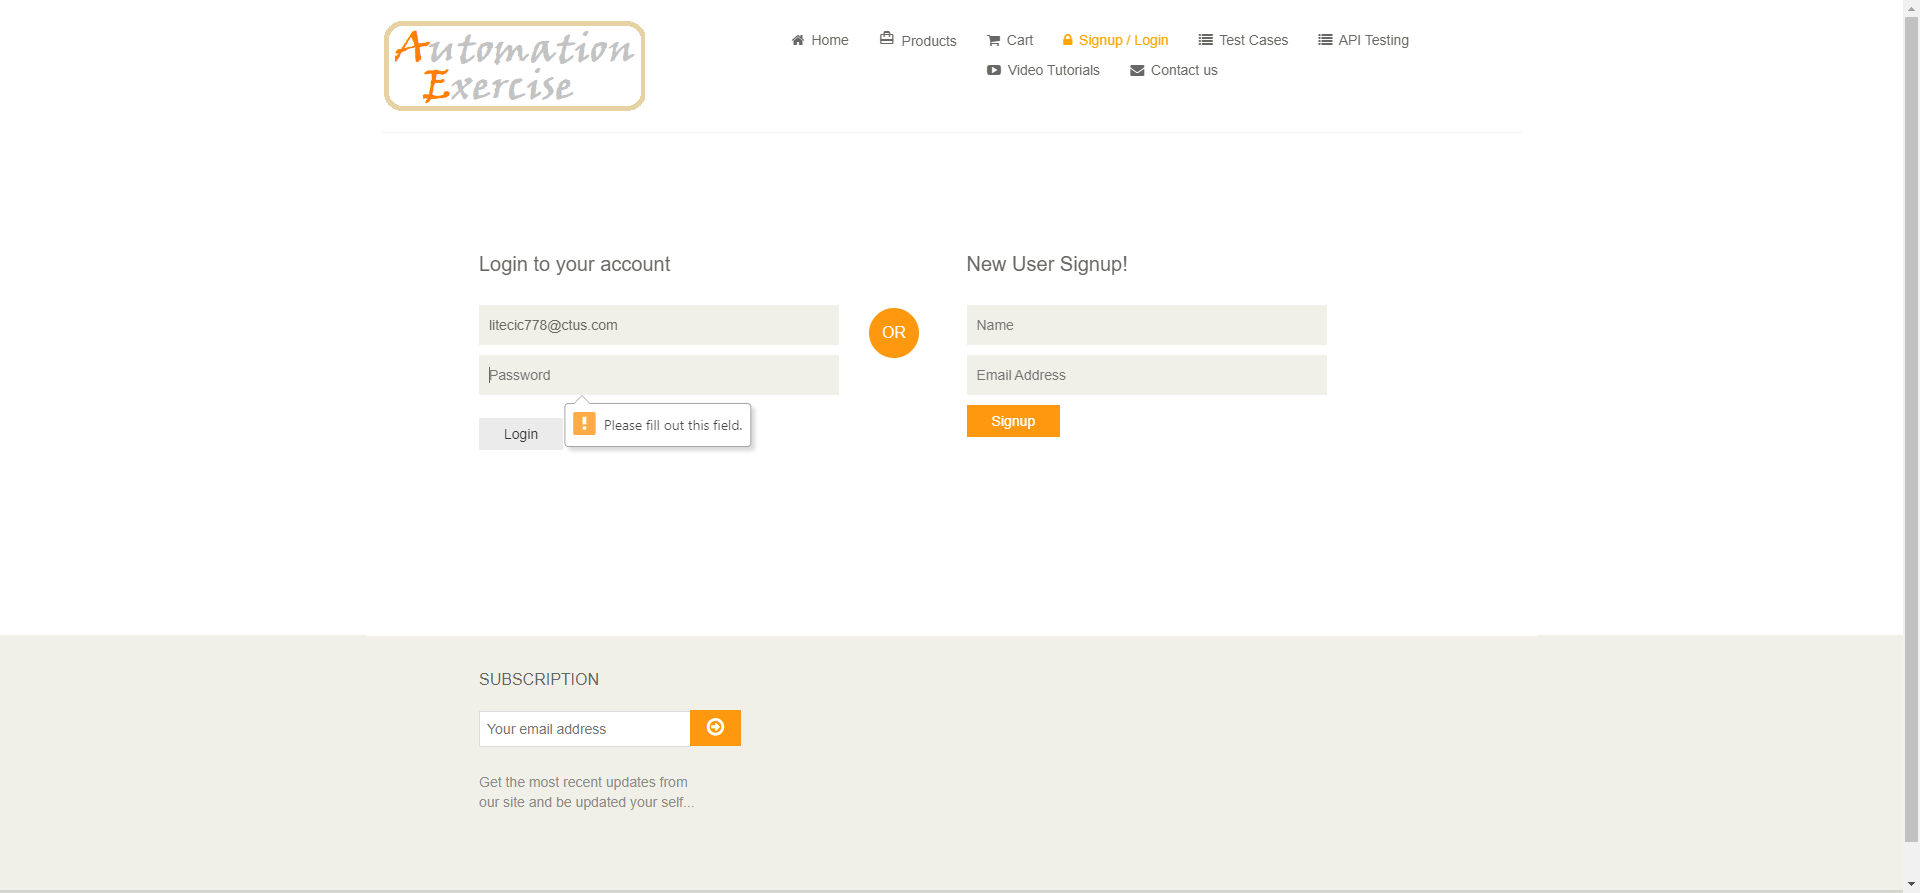 Automation
Exercise
Home
Products
Cart
Signup / Login
Test Cases
API Testing
Video Tutorials
Contact us
Login to your account
litecic778@ctus.com
Password
Please fill out this field.
Login
OR
New User Signup!
Name
Email Address
Signup
SUBSCRIPTION
Your email address
Get the most recent updates from
our site and be updated your self...